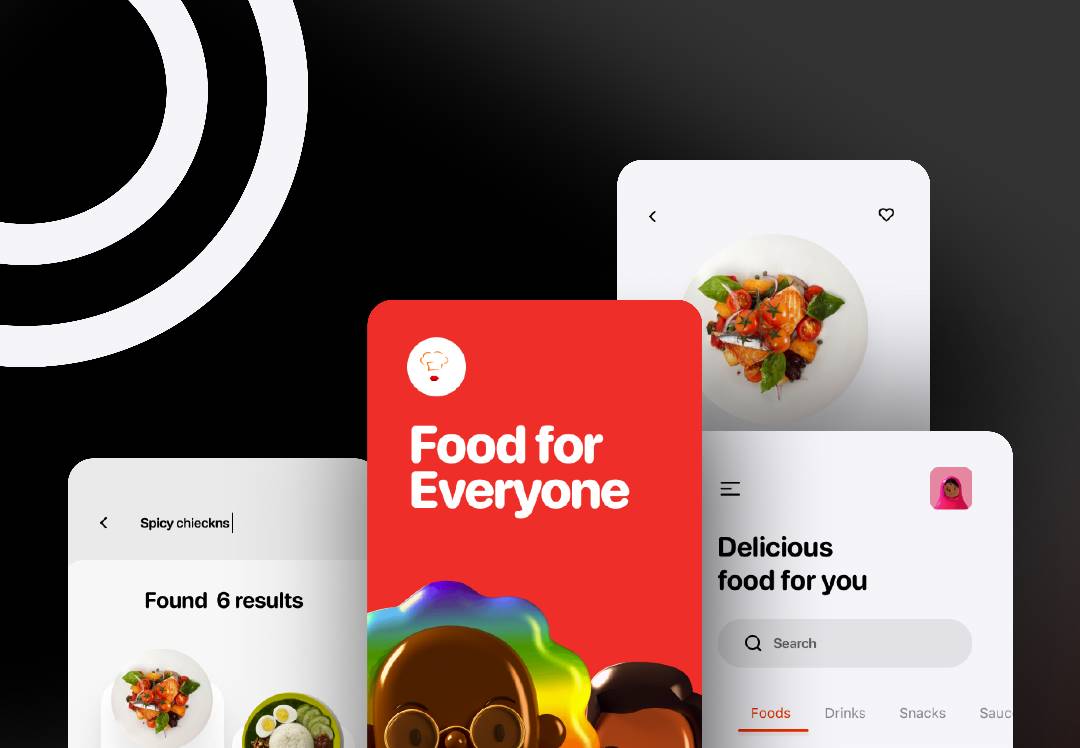 Food for
Everyone
Spicy chieckns
Found 6 results
Delicious
food for you
Search
Foods Drinks Snacks Sauc